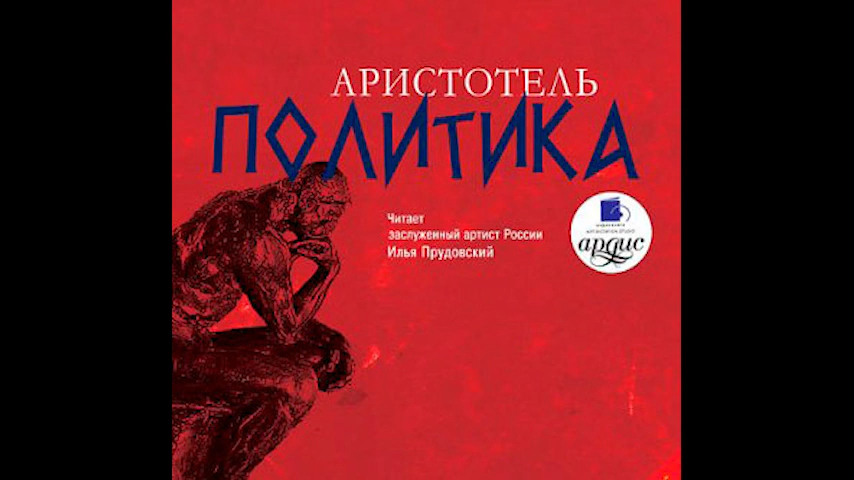 АРИСТОТЕЛЬ
ПОЛИТИКА
Читает
заслуженный артист России
Илья Прудовский
ардис